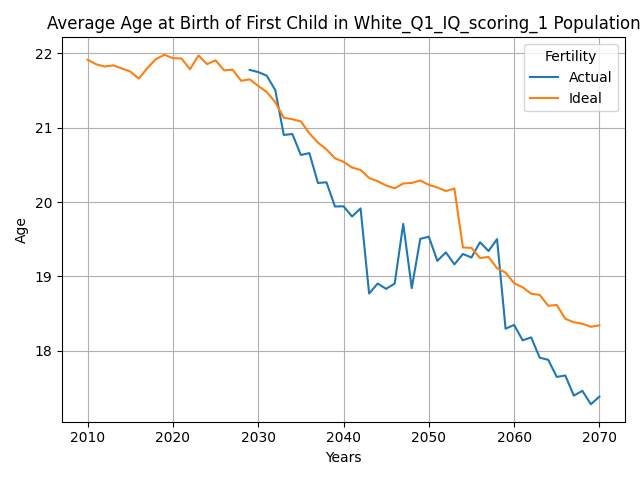 Average Age at Birth of First Child in White_Q1_IQ_scoring_1 Population
Fertility
Actual
Ideal
22
21
20
19
18
Age
2010 2020 2030 2040 2050 2060 2070
Years